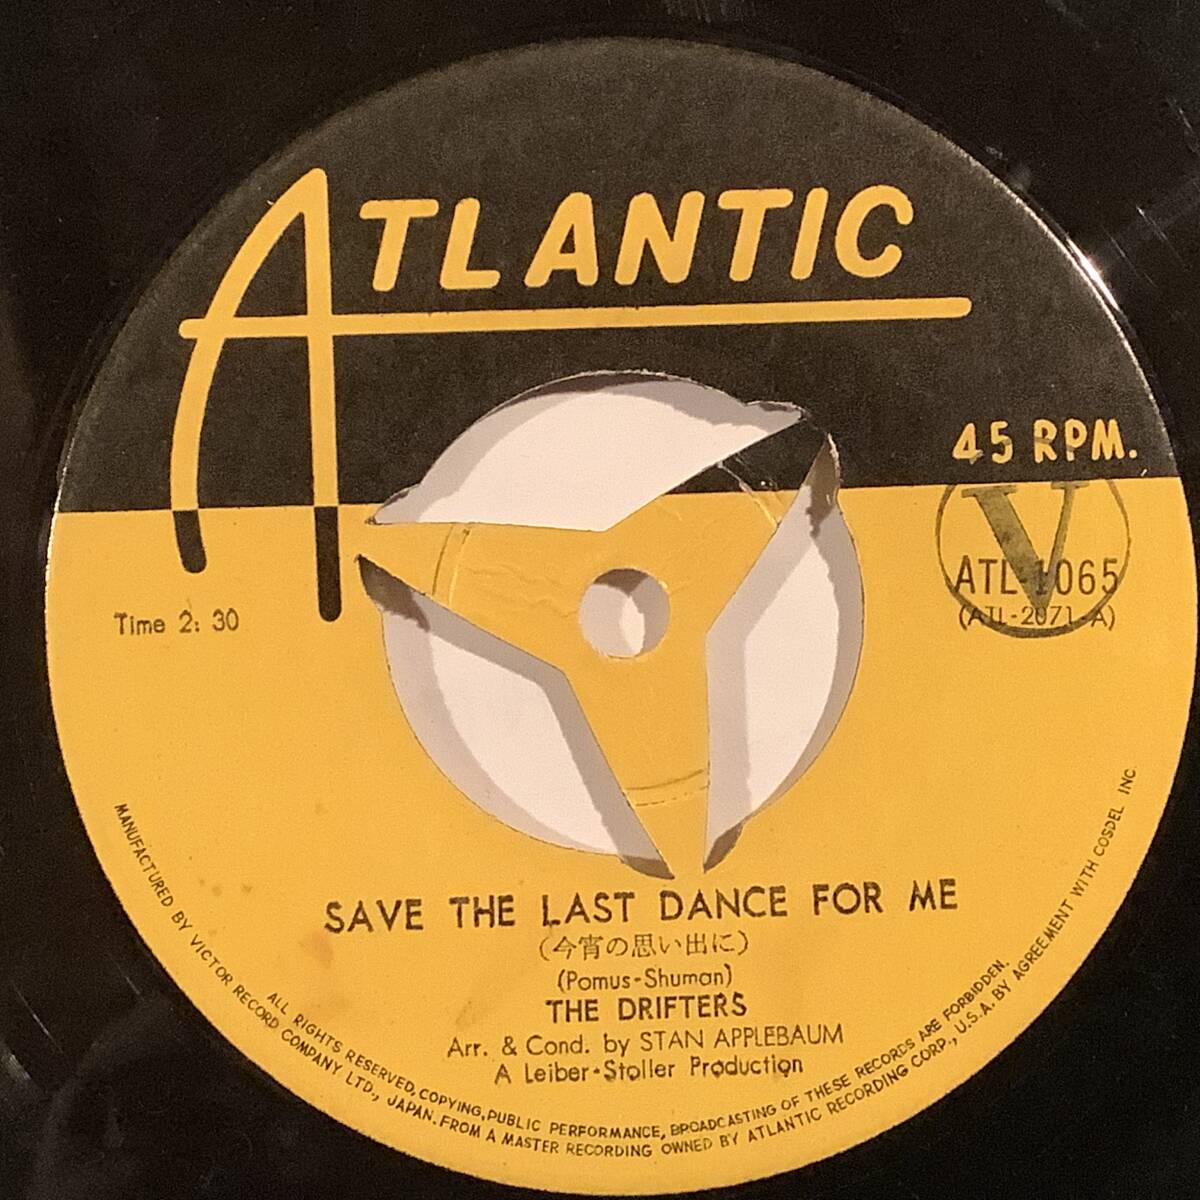 ATLANTIC
45 RPM.
V
ATL-1065
(ATL-2071-A)
Time 2: 30
SAVE THE LAST DANCE FOR ME
(今宵の思い出に)
(Pomus-Shuman)
THE DRIFTERS
Arr. & Cond. by STAN APPLEBAUM
A Leiber-Stoller Production
ALL RIGHTS RESERVED, COPYING, PUBLIC PERFORMANCE, BROADCASTING OF THESE RECORDS ARE FORBIDDEN.
MANUFACTURED BY VICTOR RECORD COMPANY LTD., JAPAN. FROM A MASTER RECORDING OWNED BY ATLANTIC RECORDING CORP., U.S.A. BY AGREEMENT WITH COSDEL INC.